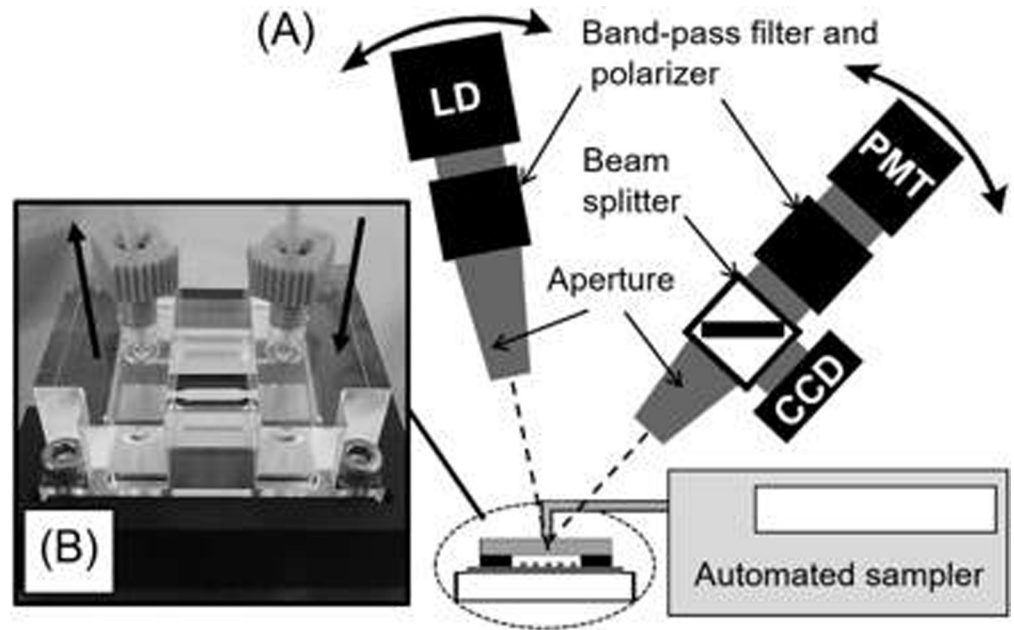 (A)
Band-pass filter and
polarizer
LD
PMT
Beam
splitter
Aperture
CCD
(B)
Automated sampler